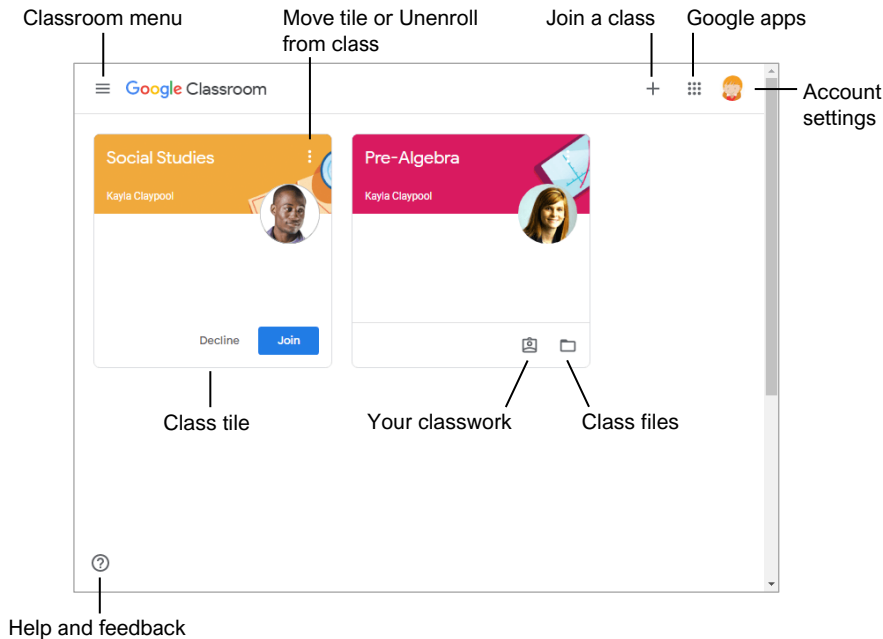 Classroom menu
Move tile or Unenroll
from class
Join a class
Google apps
Google Classroom
Account
settings
Social Studies
Kayla Claypool
Pre-Algebra
Kayla Claypool
Decline
Join
Class tile
Your classwork
Class files
Help and feedback